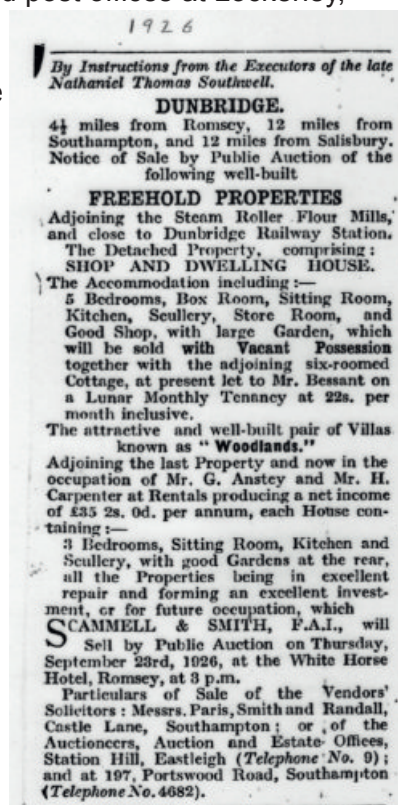 post offices at Lockerley,
1926
By Instructions from the Executors of the late
Nathaniel Thomas Southwell.
DUNBRIDGE.
4½ miles from Romsey, 12 miles from
Southampton, and 12 miles from Salisbury.
Notice of Sale by Public Auction of the
following well-built
FREEHOLD PROPERTIES
Adjoining the Steam Roller Flour Mills,
and close to Dunbridge Railway Station.
The Detached Property, comprising :
SHOP AND DWELLING HOUSE.
The Accommodation including :—
5 Bedrooms, Box Room, Sitting Room,
Kitchen, Scullery, Store Room, and
Good Shop, with large Garden, which
will be sold with Vacant Possession
together with the adjoining six-roomed
Cottage, at present let to Mr. Bessant on
a Lunar Monthly Tenancy at 22s. per
month inclusive.
The attractive and well-built pair of Villas
known as " Woodlands."
Adjoining the last Property and now in the
occupation of Mr. G. Anstey and Mr. H.
Carpenter at Rentals producing a net income
of £35 2s. 0d. per annum, each House con-
taining :—
3 Bedrooms, Sitting Room, Kitchen and
Scullery, with good Gardens at the rear,
all the Properties being in excellent
repair and forming an excellent invest-
ment, or for future occupation, which
SCAMMELL & SMITH, F.A.I., will
Sell by Public Auction on Thursday,
September 23rd, 1926, at the White Horse
Hotel, Romsey, at 3 p.m.
Particulars of Sale of the Vendors'
Solicitors : Messrs. Paris, Smith and Randall,
Castle Lane, Southampton ; or of the
Auctioneers, Auction and Estate Offices,
Station Hill, Eastleigh (Telephone No. 9) ;
and at 197, Portswood Road, Southampton
(Telephone No. 4682).